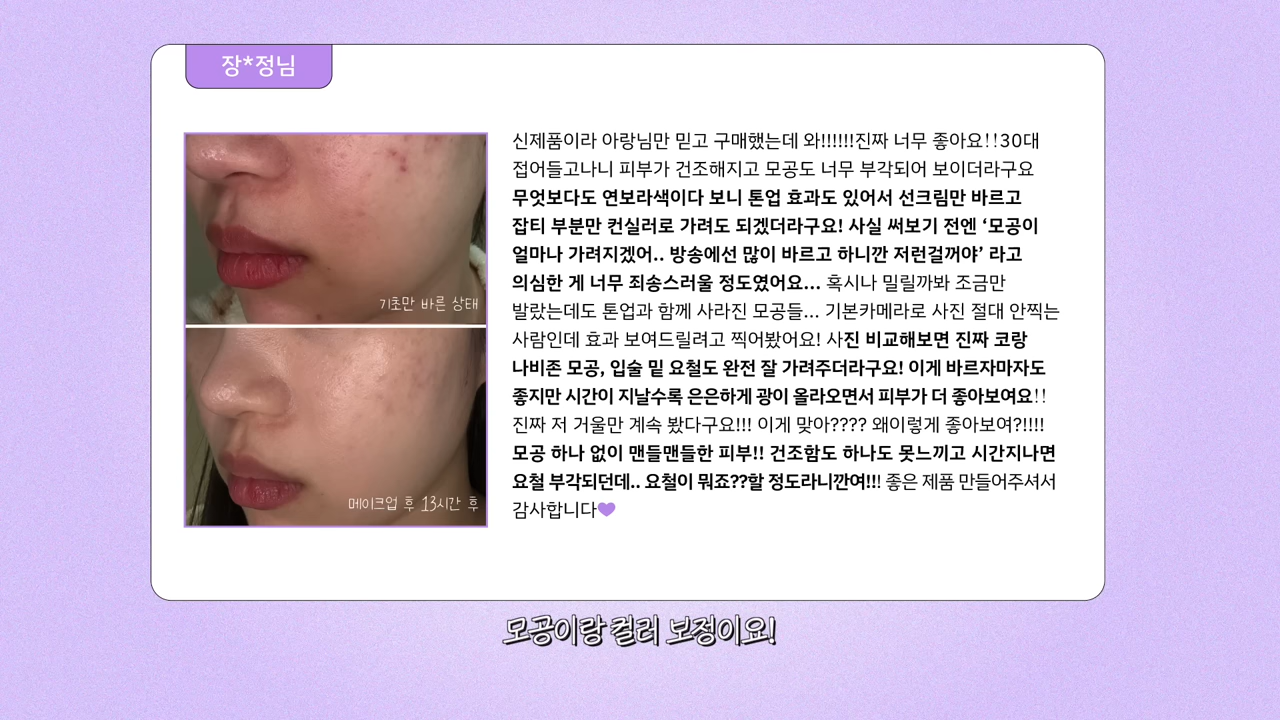 장*정님
기초만 바른 상태
메이크업 후 13시간 후
신제품이라 아랑님만 믿고 구매했는데 와!!!!!!진짜 너무 좋아요!!30대
접어들고나니 피부가 건조해지고 모공도 너무 부각되어 보이더라구요
무엇보다도 연보라색이다 보니 톤업 효과도 있어서 선크림만 바르고
잡티 부분만 컨실러로 가려도 되겠더라구요! 사실 써보기 전엔 ‘모공이
얼마나 가려지겠어.. 방송에선 많이 바르고 하니깐 저런걸꺼야’ 라고
의심한 게 너무 죄송스러울 정도였어요... 혹시나 밀릴까봐 조금만
발랐는데도 톤업과 함께 사라진 모공들... 기본카메라로 사진 절대 안찍는
사람인데 효과 보여드릴려고 찍어봤어요! 사진 비교해보면 진짜 코랑
나비존 모공, 입술 밑 요철도 완전 잘 가려주더라구요! 이게 바르자마자도
좋지만 시간이 지날수록 은은하게 광이 올라오면서 피부가 더 좋아보여요!!
진짜 저 거울만 계속 봤다구요!!! 이게 맞아???? 왜이렇게 좋아보여?!!!!
모공 하나 없이 맨들맨들한 피부!! 건조함도 하나도 못느끼고 시간지나면
요철 부각되던데.. 요철이 뭐죠??할 정도라니깐여!!! 좋은 제품 만들어주셔서
감사합니다💜
모공이랑 컬러 보정이요!